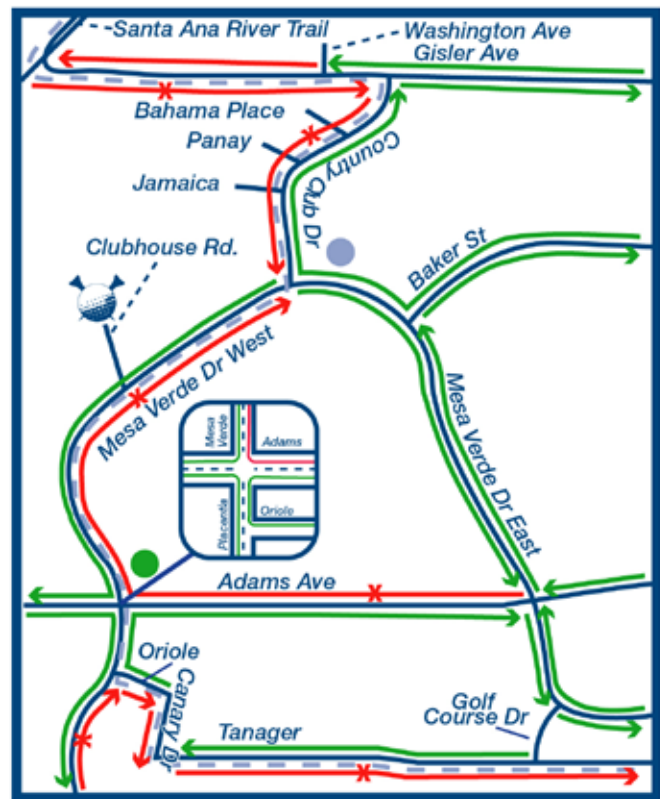 Santa Ana River Trail
Washington Ave
Gisler Ave
Bahama Place
Panay
Country Club Dr
Jamaica
Clubhouse Rd.
Baker St
Mesa Verde Dr West
Mesa Verde Dr East
Mesa
Verde
Adams
Placentia
Oriole
Adams Ave
Oriole
Canary Dr
Golf
Course Dr
Tanager